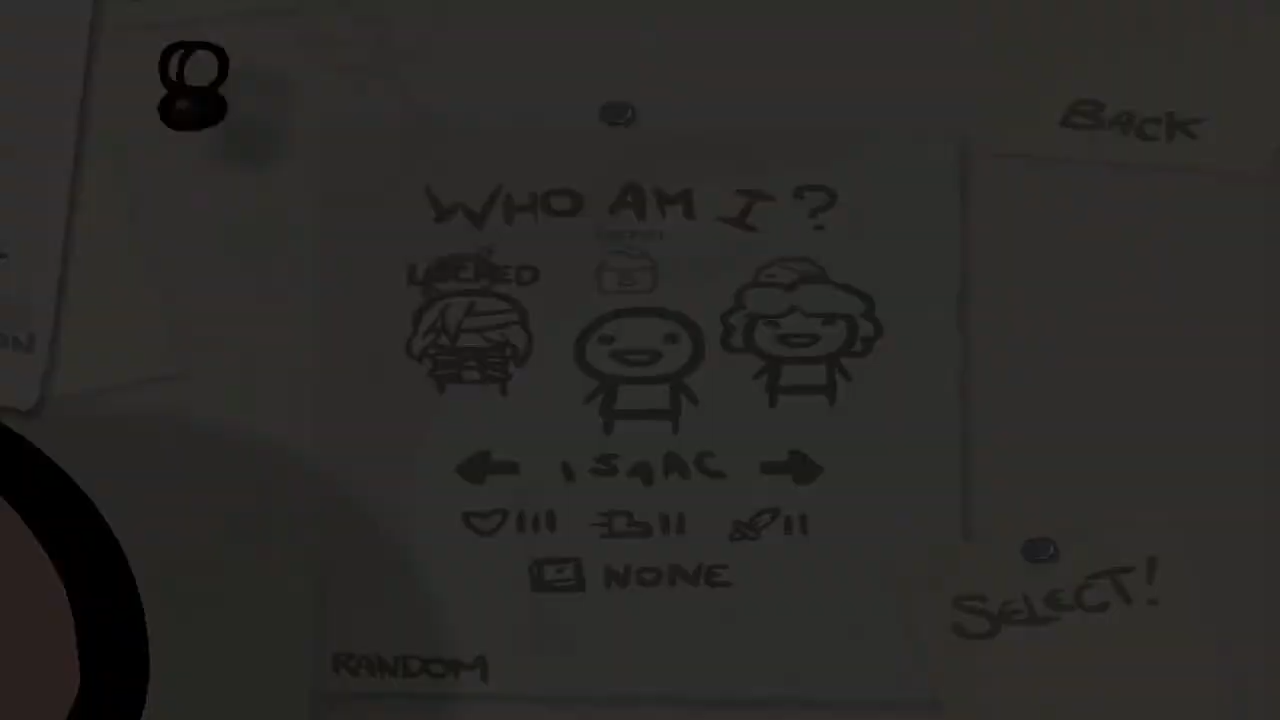 BACK
WHO AM I?
LOCKED
ISAAC
NONE
SELECT!
RANDOM